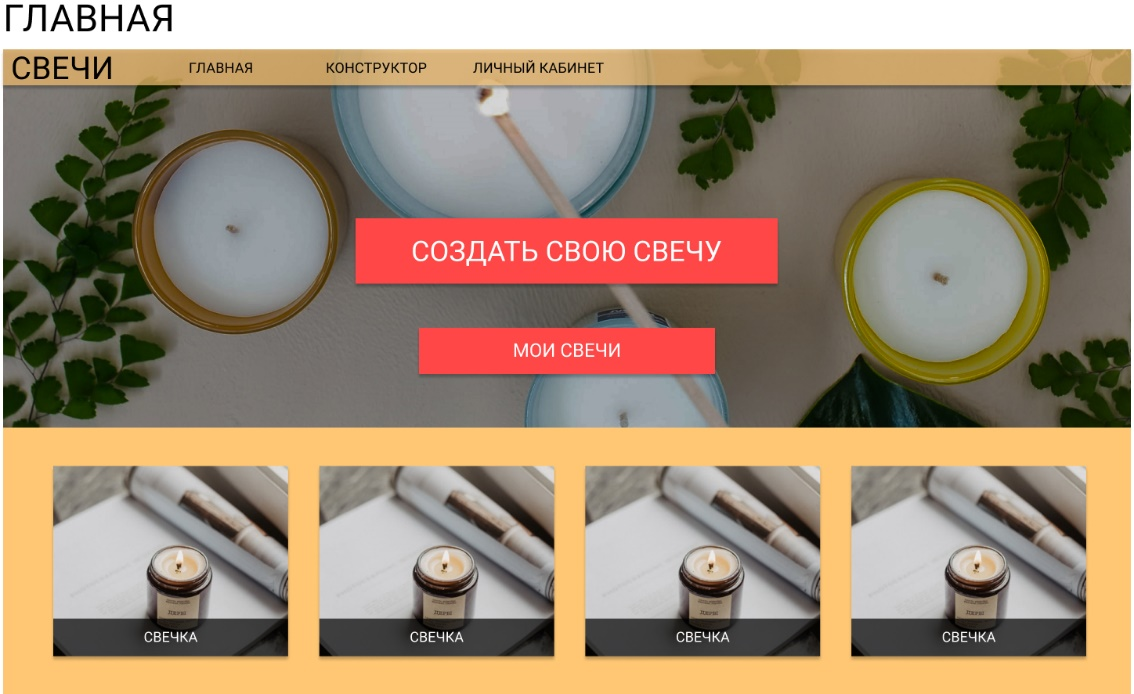 ГЛАВНАЯ
СВЕЧИ ГЛАВНАЯ КОНСТРУКТОР ЛИЧНЫЙ КАБИНЕТ
СОЗДАТЬ СВОЮ СВЕЧУ
МОИ СВЕЧИ
СВЕЧКА СВЕЧКА СВЕЧКА СВЕЧКА